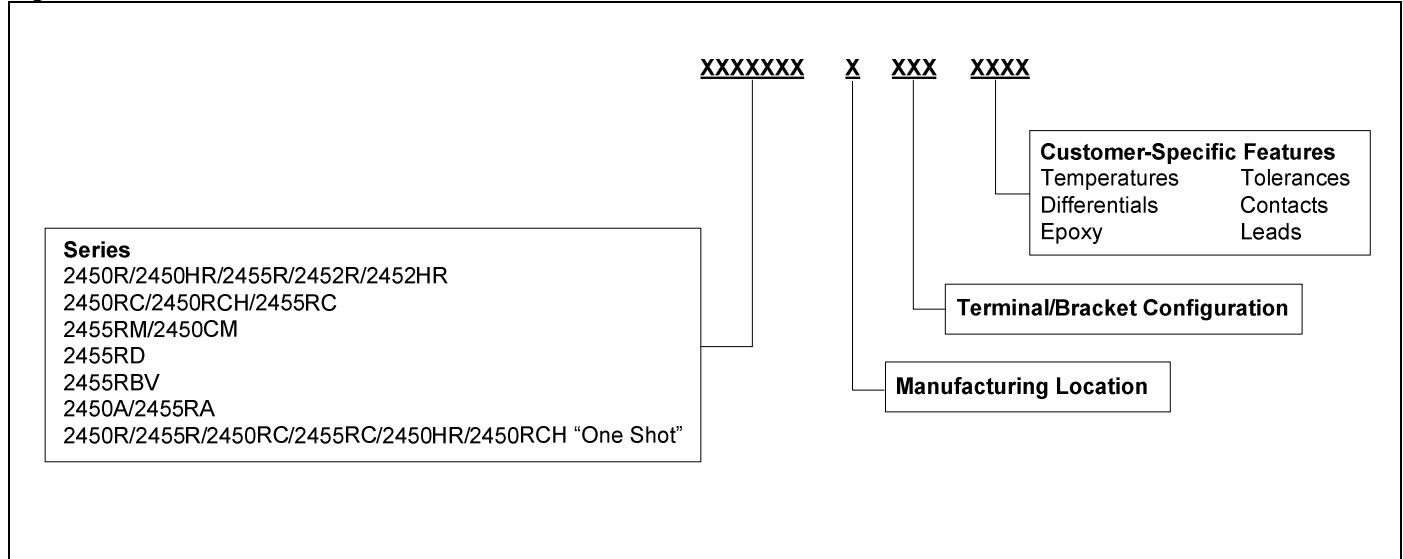 XXXXXXX X XXX XXXX
Customer-Specific Features
Temperatures Tolerances
Differentials Contacts
Epoxy Leads
Series
2450R/2450HR/2455R/2452R/2452HR
2450RC/2450RCH/2455RC
2455RM/2450CM
2455RD
2455RBV
2450A/2455RA
2450R/2455R/2450RC/2455RC/2450HR/2450RCH “One Shot”
Terminal/Bracket Configuration
Manufacturing Location